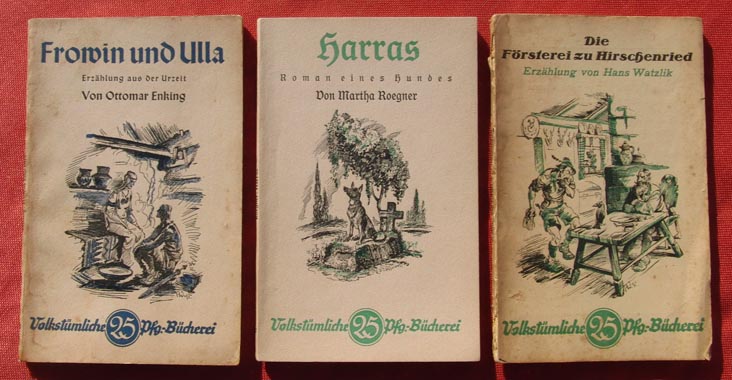 Frowin und Ulla
Erzählung aus der Urzeit
Von Ottomar Enking
Volkstümliche 25 Pfg.-Bücherei
Harras
Roman eines Hundes
Von Martha Roegner
Volkstümliche 25 Pfg.-Bücherei
Die
Försterei zu Hirschenried
Erzählung von Hans Watzlik
Volkstümliche 25 Pfg.-Bücherei